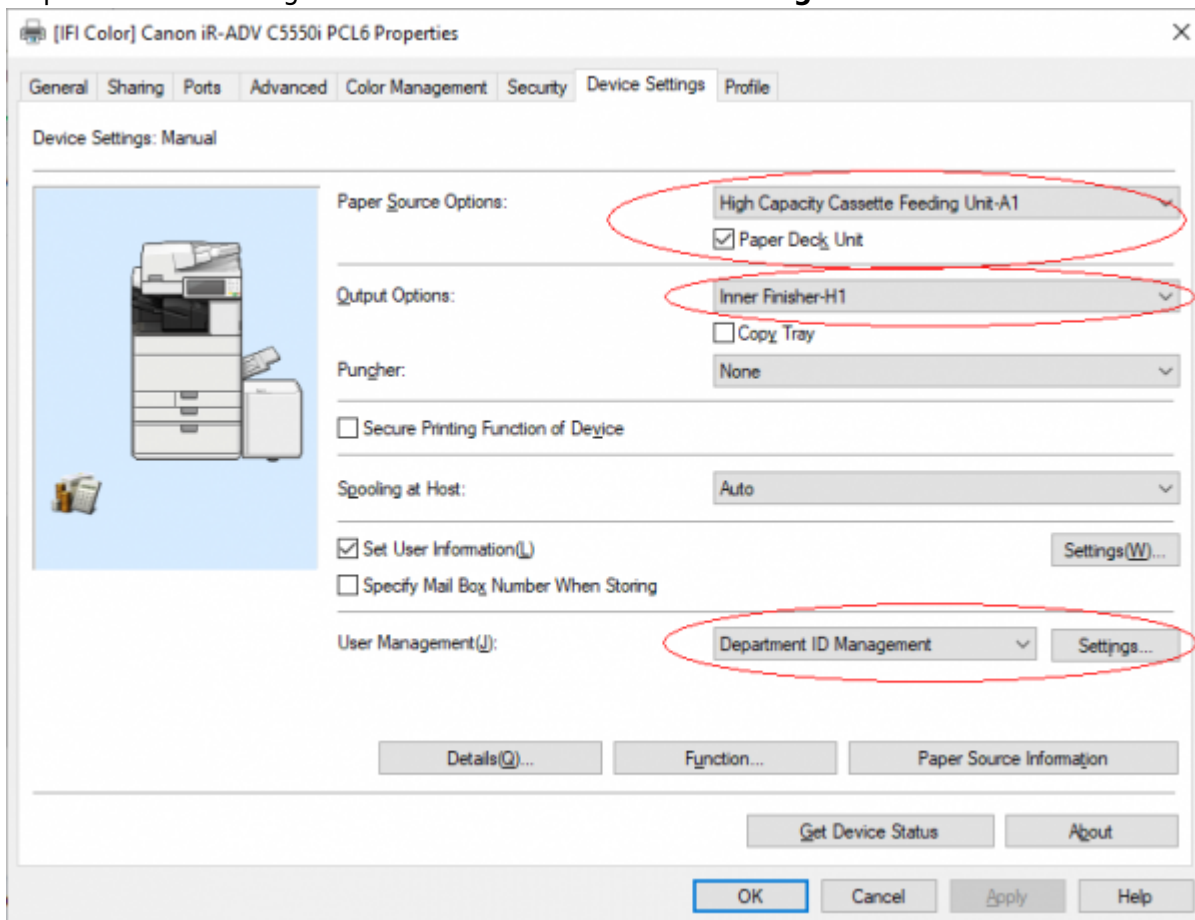 [IFI Color] Canon iR-ADV C5550i PCL6 Properties
General Sharing Ports Advanced Color Management Security Device Settings Profile
Device Settings: Manual
Paper Source Options: High Capacity Cassette Feeding Unit-A1
Paper Deck Unit
Output Options: Inner Finisher-H1
Copy Tray
Puncher: None
Secure Printing Function of Device
Spooling at Host: Auto
Set User Information(L) Settings(W)...
Specify Mail Box Number When Storing
User Management(J): Department ID Management Settings...
Details(Q)... Function... Paper Source Information
Get Device Status About
OK Cancel Apply Help